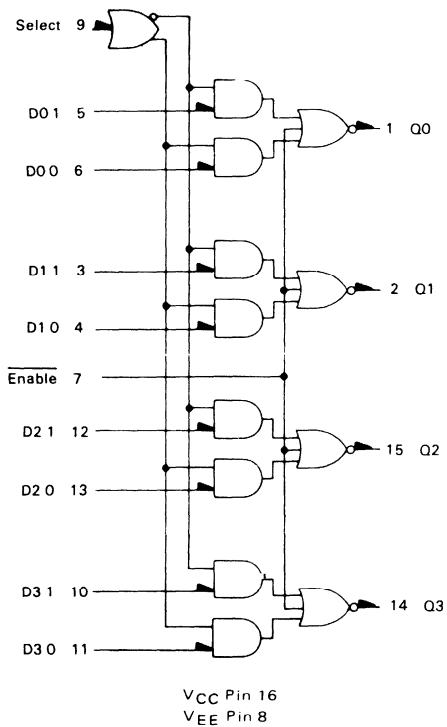 Select 9
D0 1 5
1 Q0
D0 0 6
D1 1 3
2 Q1
D1 0 4
Enable 7
D2 1 12
15 Q2
D2 0 13
D3 1 10
14 Q3
D3 0 11
VCC Pin 16
VEE Pin 8